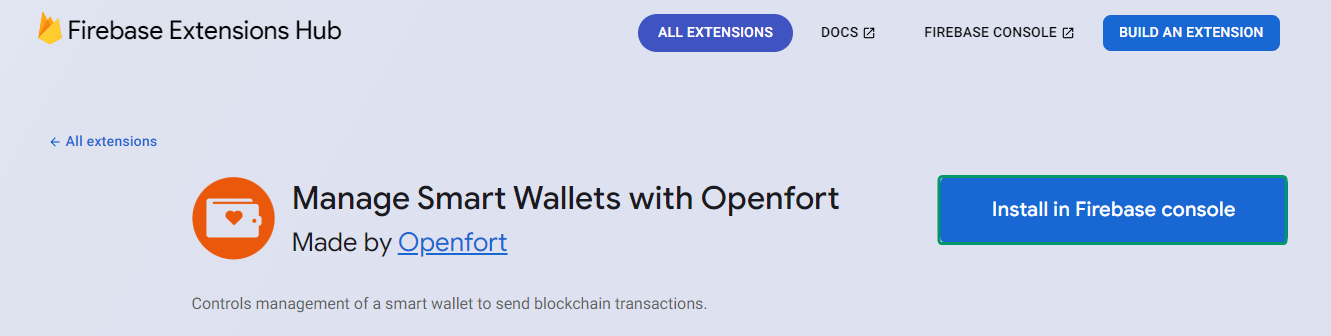 Firebase Extensions Hub
ALL EXTENSIONS
DOCS
FIREBASE CONSOLE
BUILD AN EXTENSION
← All extensions
Manage Smart Wallets with Openfort
Made by Openfort
Install in Firebase console
Controls management of a smart wallet to send blockchain transactions.